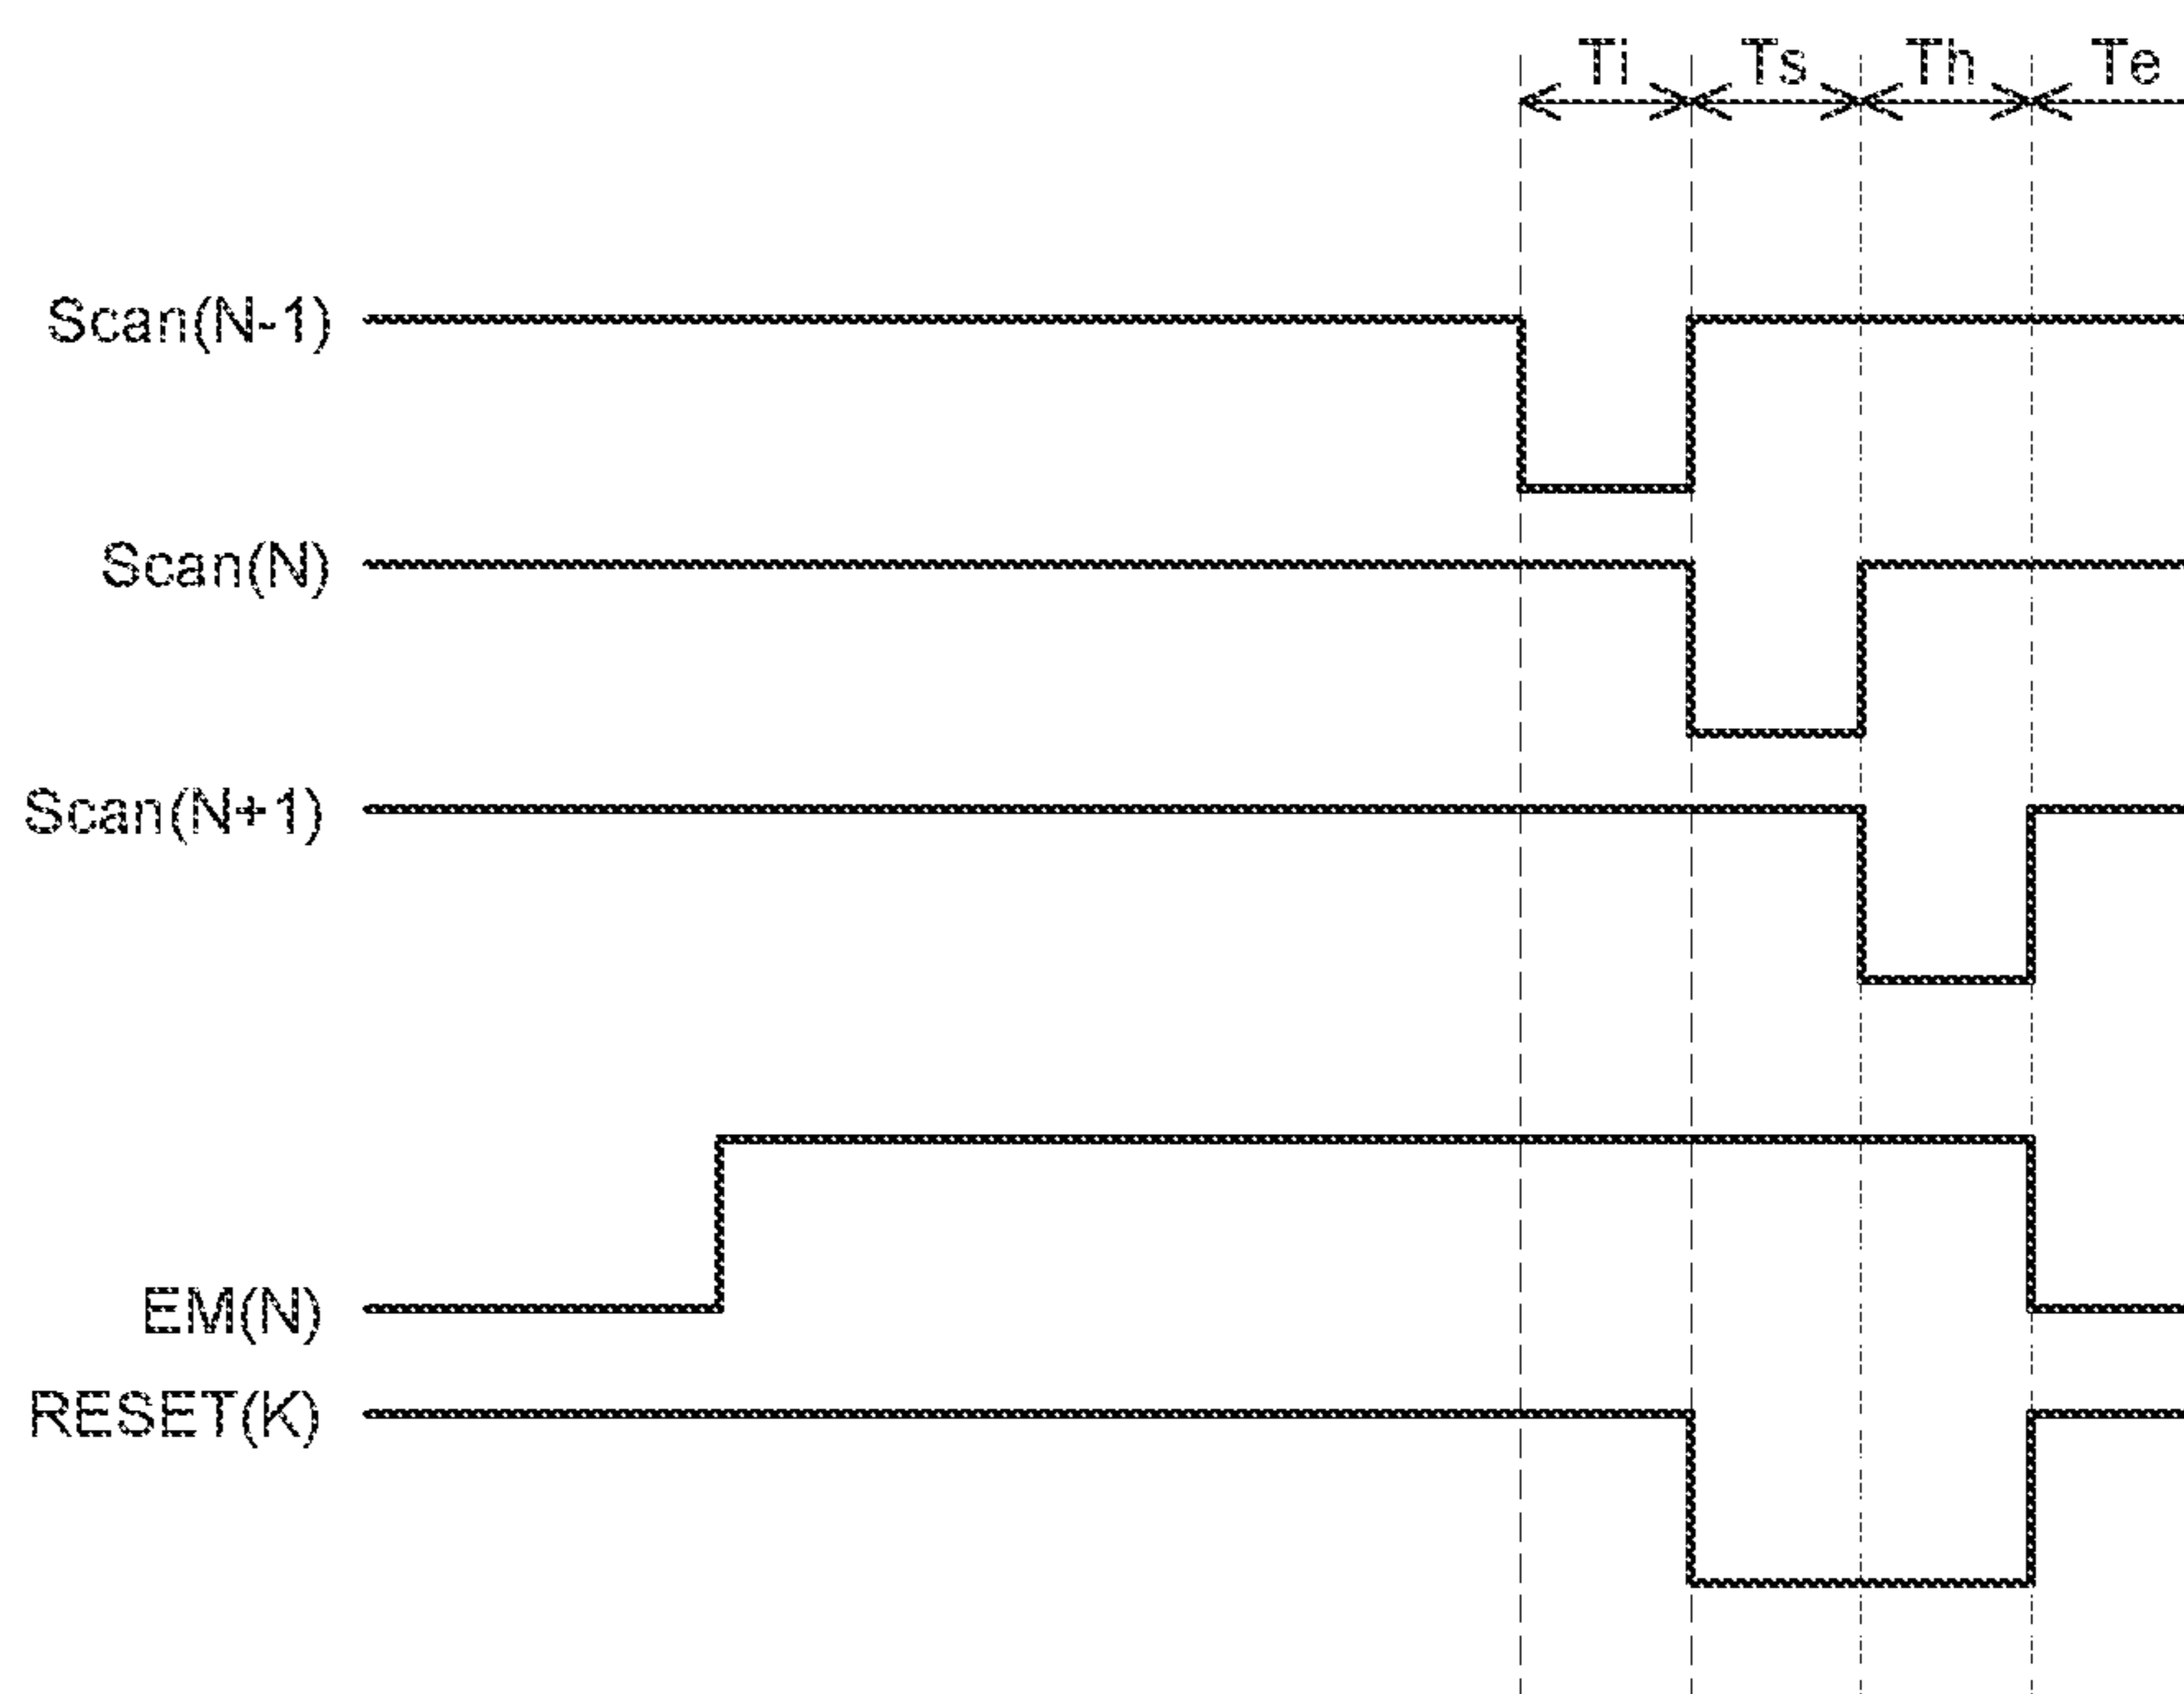 Ti Ts Th Te
Scan(N-1)
Scan(N)
Scan(N+1)
EM(N)
RESET(K)